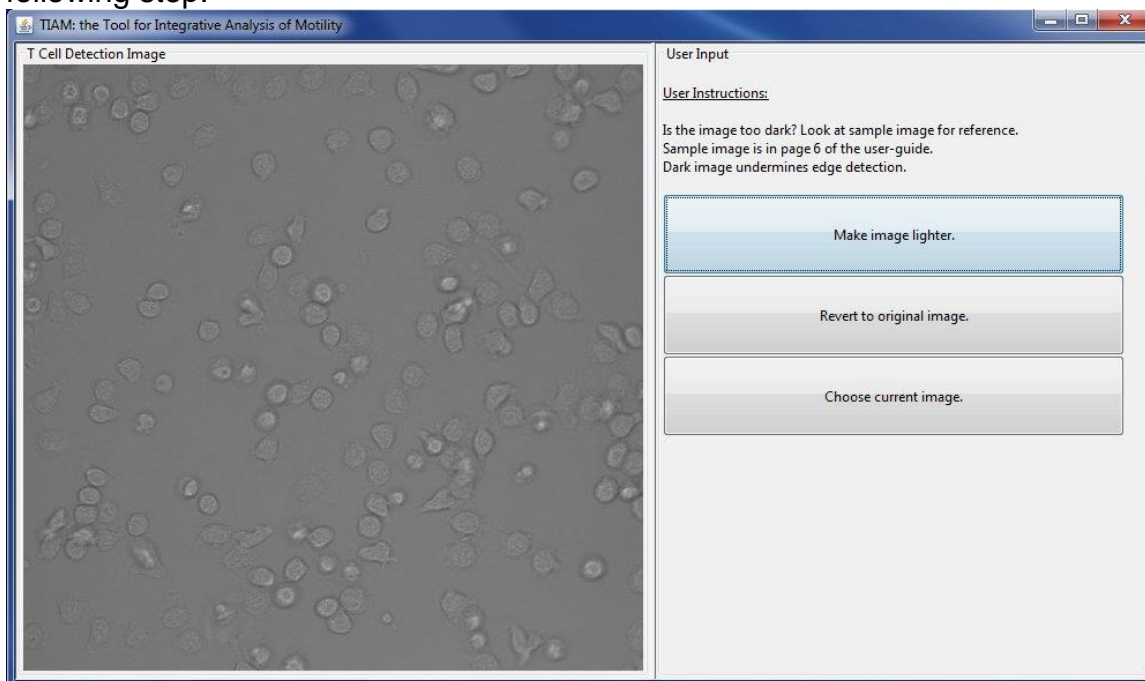 following step.
TIAM: the Tool for Integrative Analysis of Motility
T Cell Detection Image
User Input
User Instructions:
Is the image too dark? Look at sample image for reference.
Sample image is in page 6 of the user-guide.
Dark image undermines edge detection.
Make image lighter.
Revert to original image.
Choose current image.